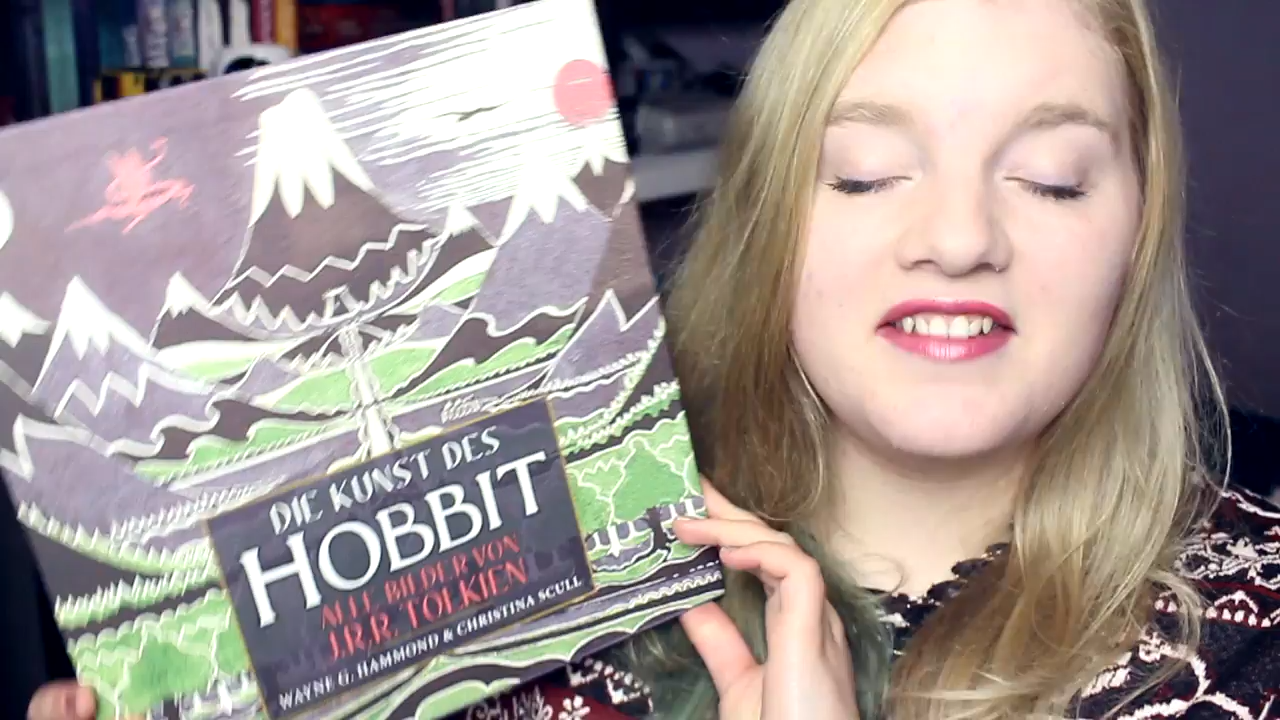 DIE KUNST DES
HOBBIT
ALLE BILDER VON
J.R.R. TOLKIEN
WAYNE G. HAMMOND & CHRISTINA SCULL